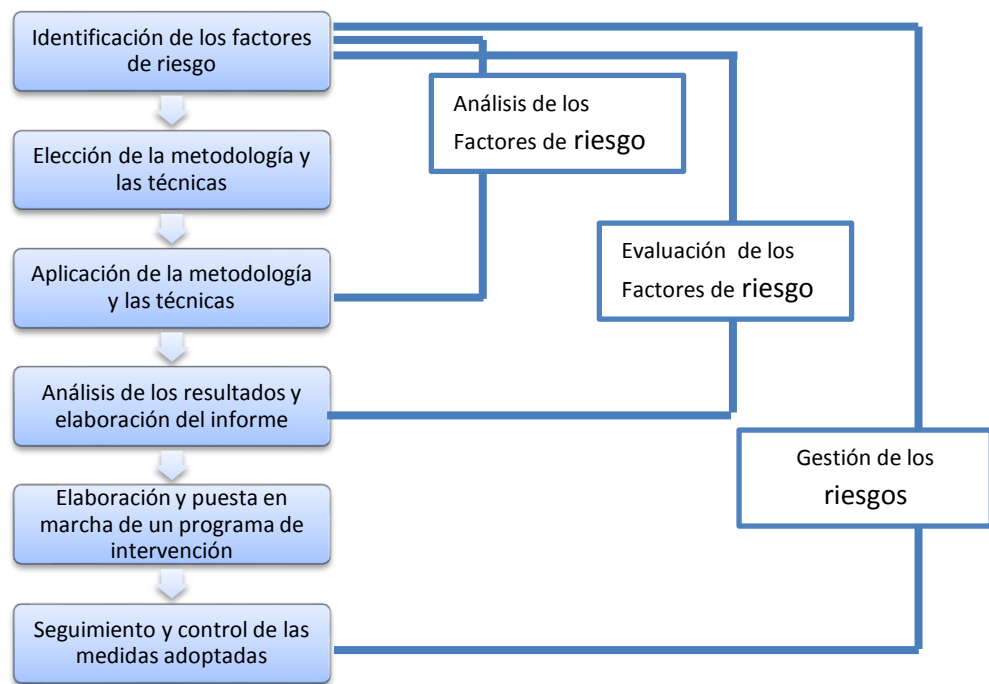 Identificación de los factores
de riesgo
Elección de la metodología y
las técnicas
Aplicación de la metodología
y las técnicas
Análisis de los resultados y
elaboración del informe
Elaboración y puesta en
marcha de un programa de
intervención
Seguimiento y control de las
medidas adoptadas
Análisis de los
Factores de riesgo
Evaluación de los
Factores de riesgo
Gestión de los
riesgos